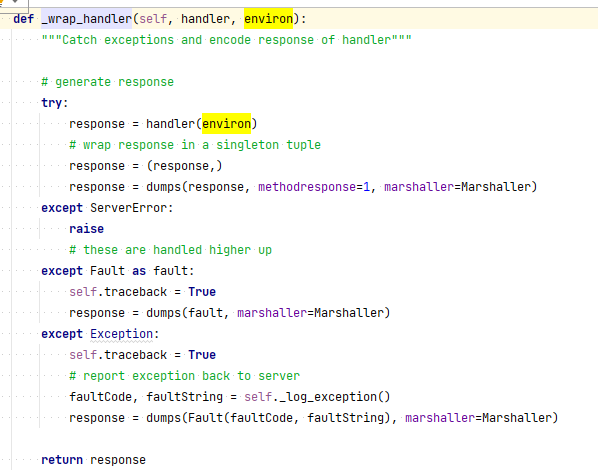 def _wrap_handler(self, handler, environ):
    """Catch exceptions and encode response of handler"""

    # generate response
    try:
        response = handler(environ)
        # wrap response in a singleton tuple
        response = (response,)
        response = dumps(response, methodresponse=1, marshaller=Marshaller)
    except ServerError:
        raise
        # these are handled higher up
    except Fault as fault:
        self.traceback = True
        response = dumps(fault, marshaller=Marshaller)
    except Exception:
        self.traceback = True
        # report exception back to server
        faultCode, faultString = self._log_exception()
        response = dumps(Fault(faultCode, faultString), marshaller=Marshaller)

    return response